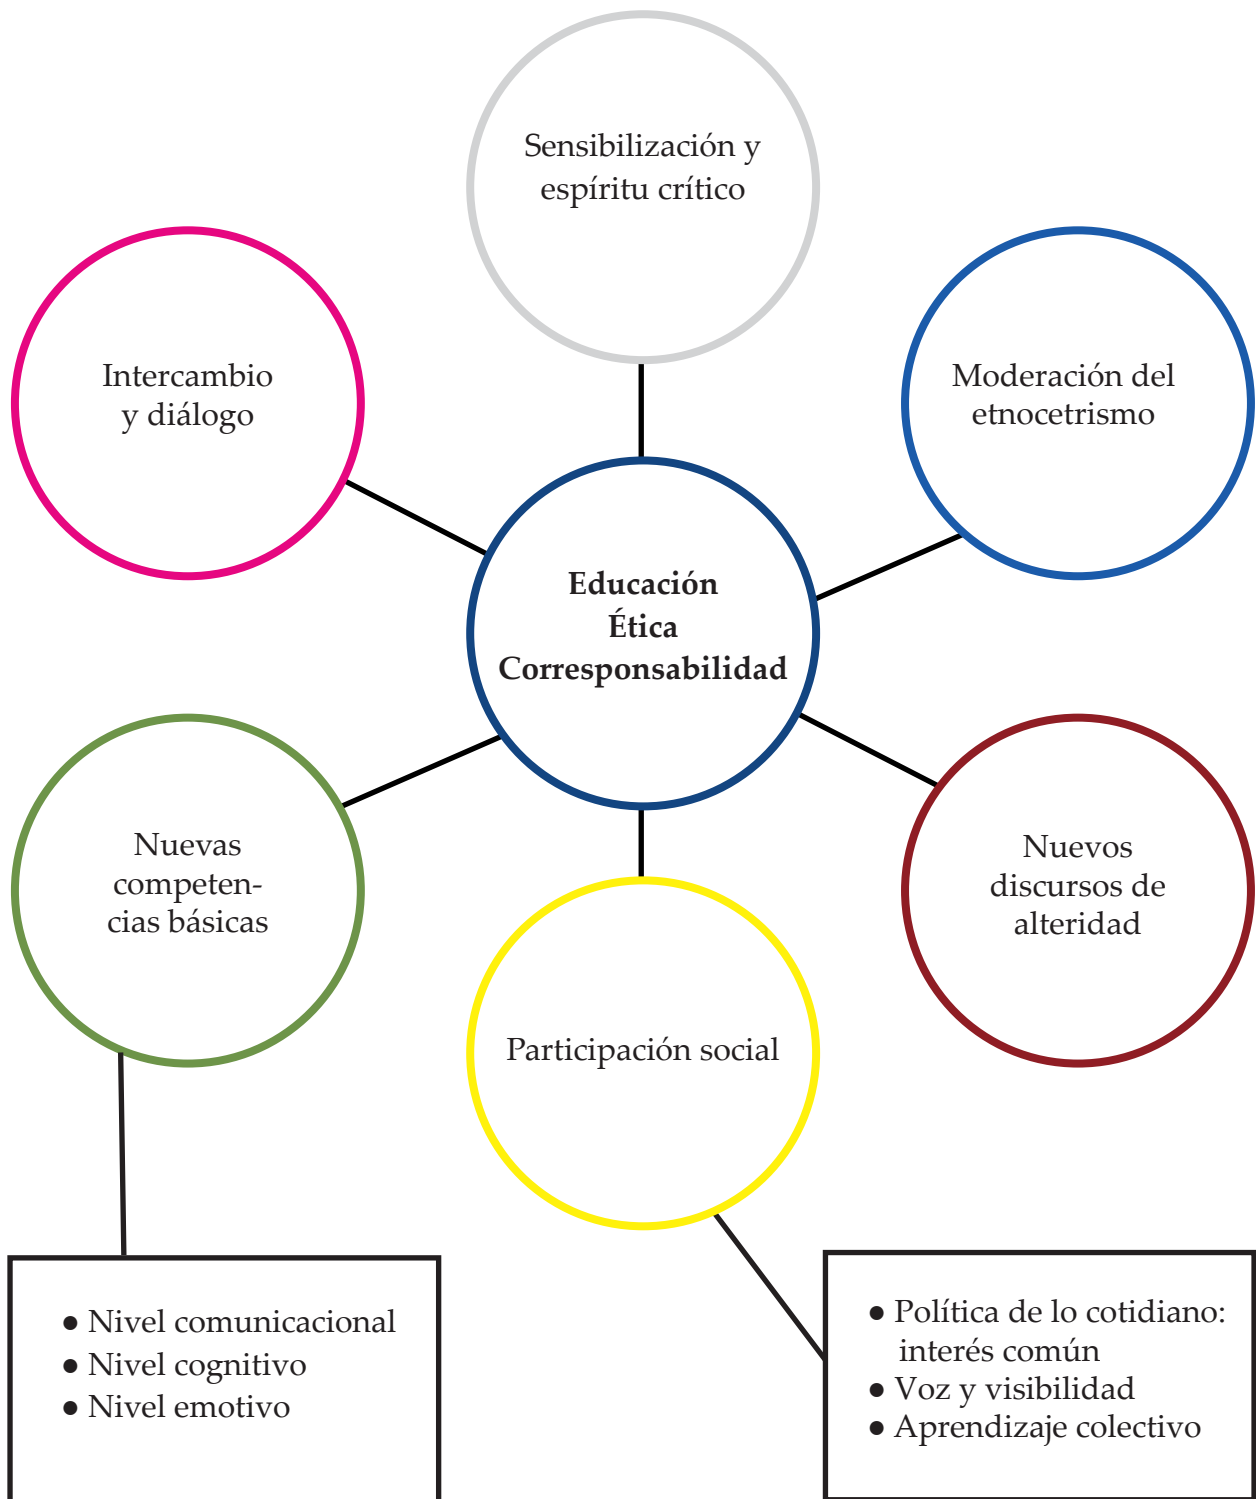 Sensibilización y
espíritu crítico
Intercambio
y diálogo
Moderación del
etnocetrismo
Educación
Ética
Corresponsabilidad
Nuevas
competen-
cias básicas
Nuevos
discursos de
alteridad
Participación social
● Nivel comunicacional
● Nivel cognitivo
● Nivel emotivo
● Política de lo cotidiano:
interés común
● Voz y visibilidad
● Aprendizaje colectivo